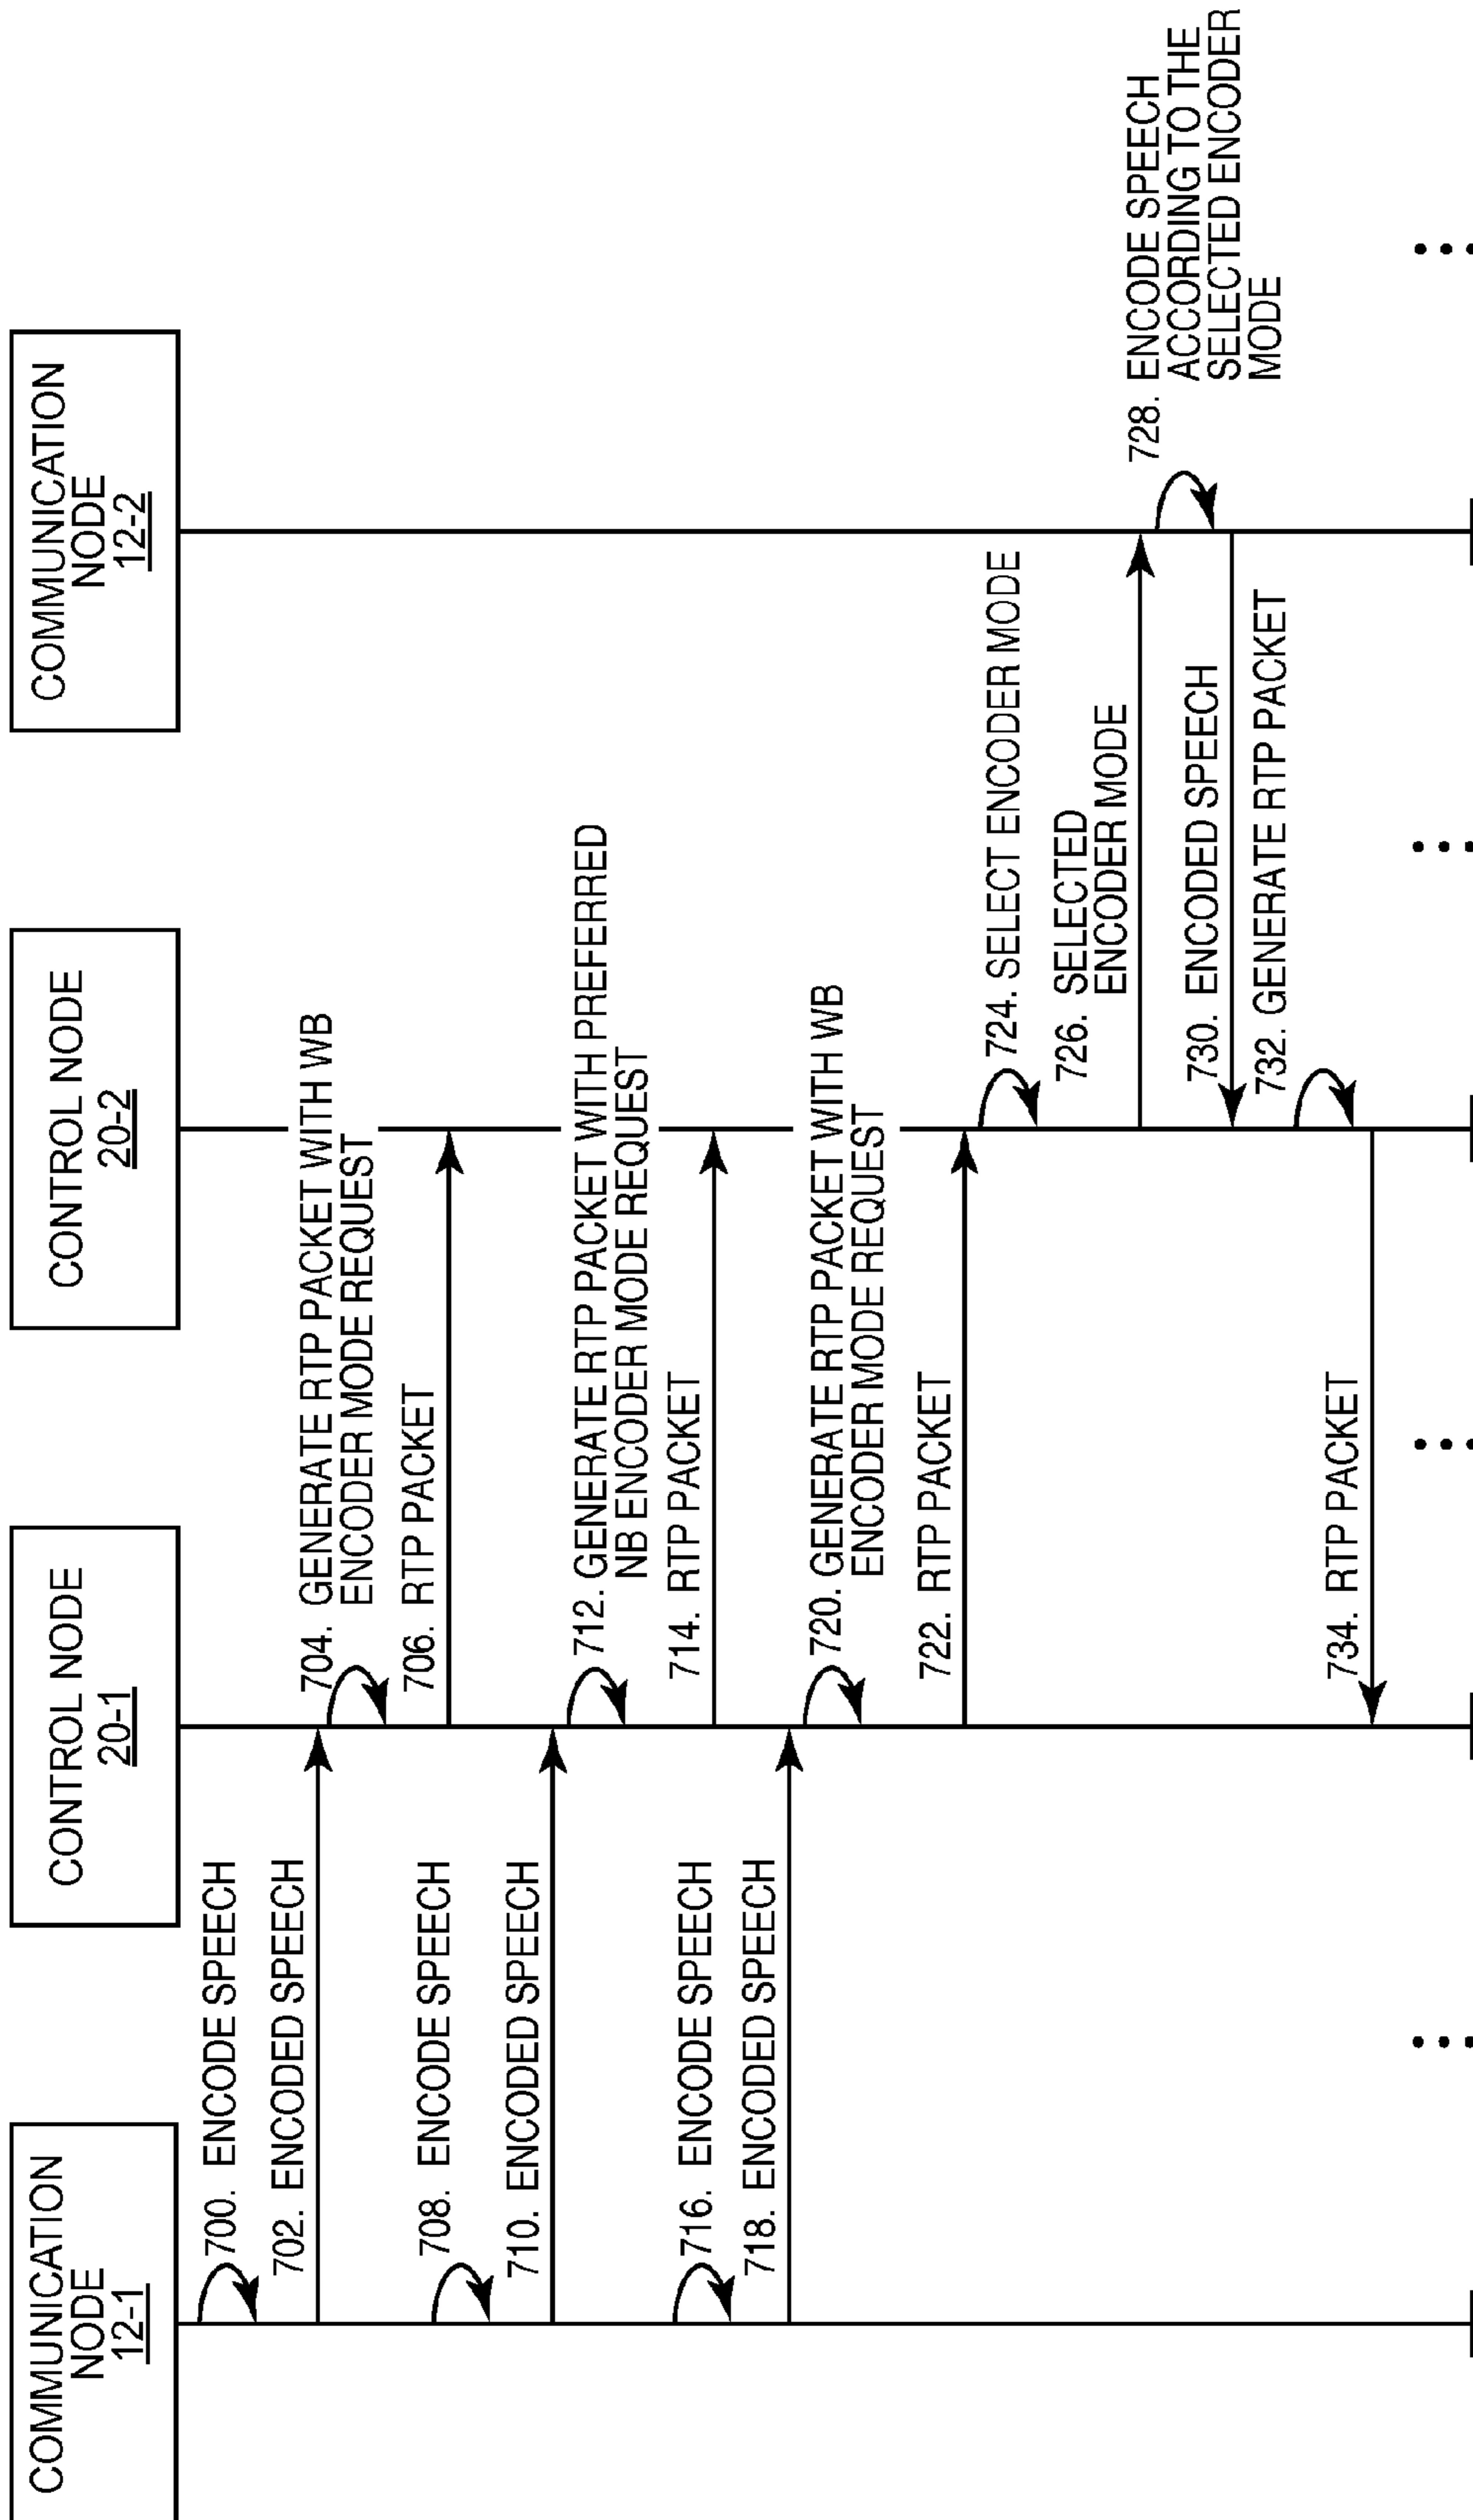 COMMUNICATION
NODE
12-1
CONTROL NODE
20-1
CONTROL NODE
20-2
COMMUNICATION
NODE
12-2
700. ENCODE SPEECH
702. ENCODED SPEECH
704. GENERATE RTP PACKET WITH WB
ENCODER MODE REQUEST
706. RTP PACKET
708. ENCODE SPEECH
710. ENCODED SPEECH
712. GENERATE RTP PACKET WITH PREFERRED
NB ENCODER MODE REQUEST
714. RTP PACKET
716. ENCODE SPEECH
718. ENCODED SPEECH
720. GENERATE RTP PACKET WITH WB
ENCODER MODE REQUEST
722. RTP PACKET
724. SELECT ENCODER MODE
726. SELECTED
ENCODER MODE
728. ENCODE SPEECH
ACCORDING TO THE
SELECTED ENCODER
MODE
730. ENCODED SPEECH
732. GENERATE RTP PACKET
734. RTP PACKET